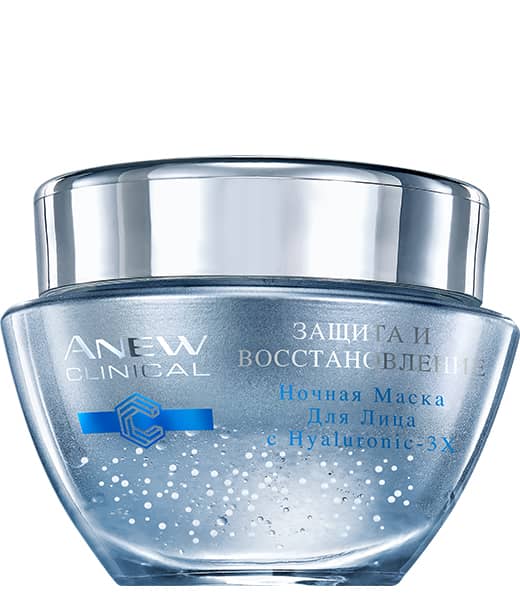 ANEW
CLINICAL
ЗАЩИТА И
ВОССТАНОВЛЕНИЕ
Ночная Маска
Для Лица
с Hyaluronic-3X